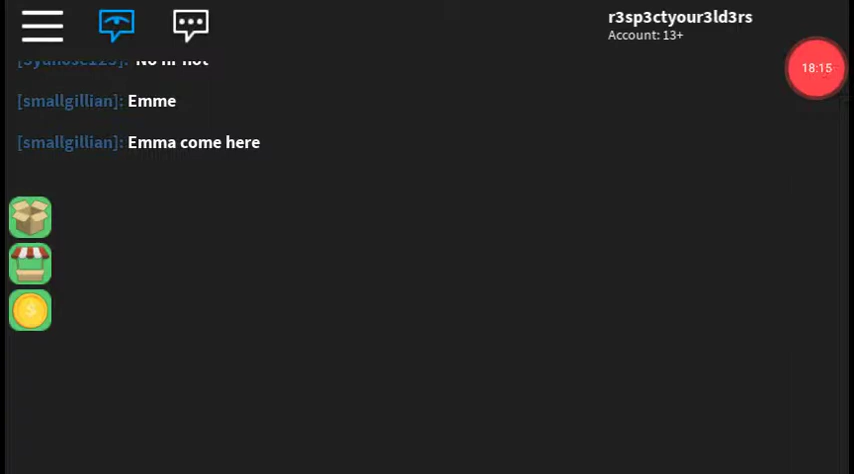 r3sp3ctyour3ld3rs
Account: 13+
18:15
[smallgillian]: Emme
[smallgillian]: Emma come here